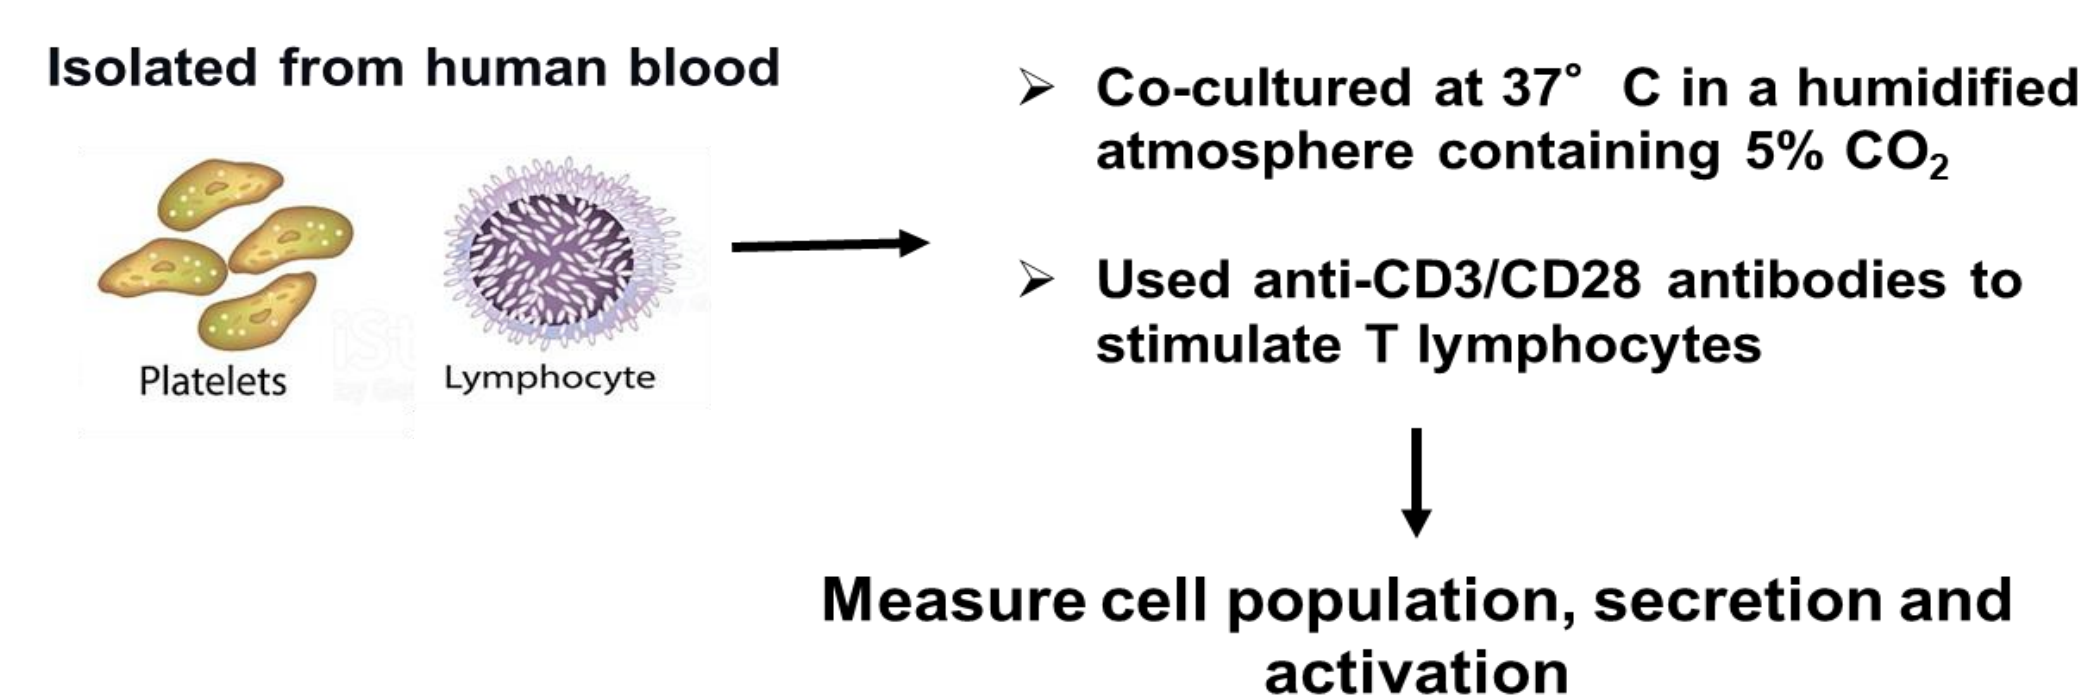 Isolated from human blood
Platelets
Lymphocyte
➢ Co-cultured at 37° C in a humidified
atmosphere containing 5% CO₂
➢ Used anti-CD3/CD28 antibodies to
stimulate T lymphocytes
Measure cell population, secretion and
activation